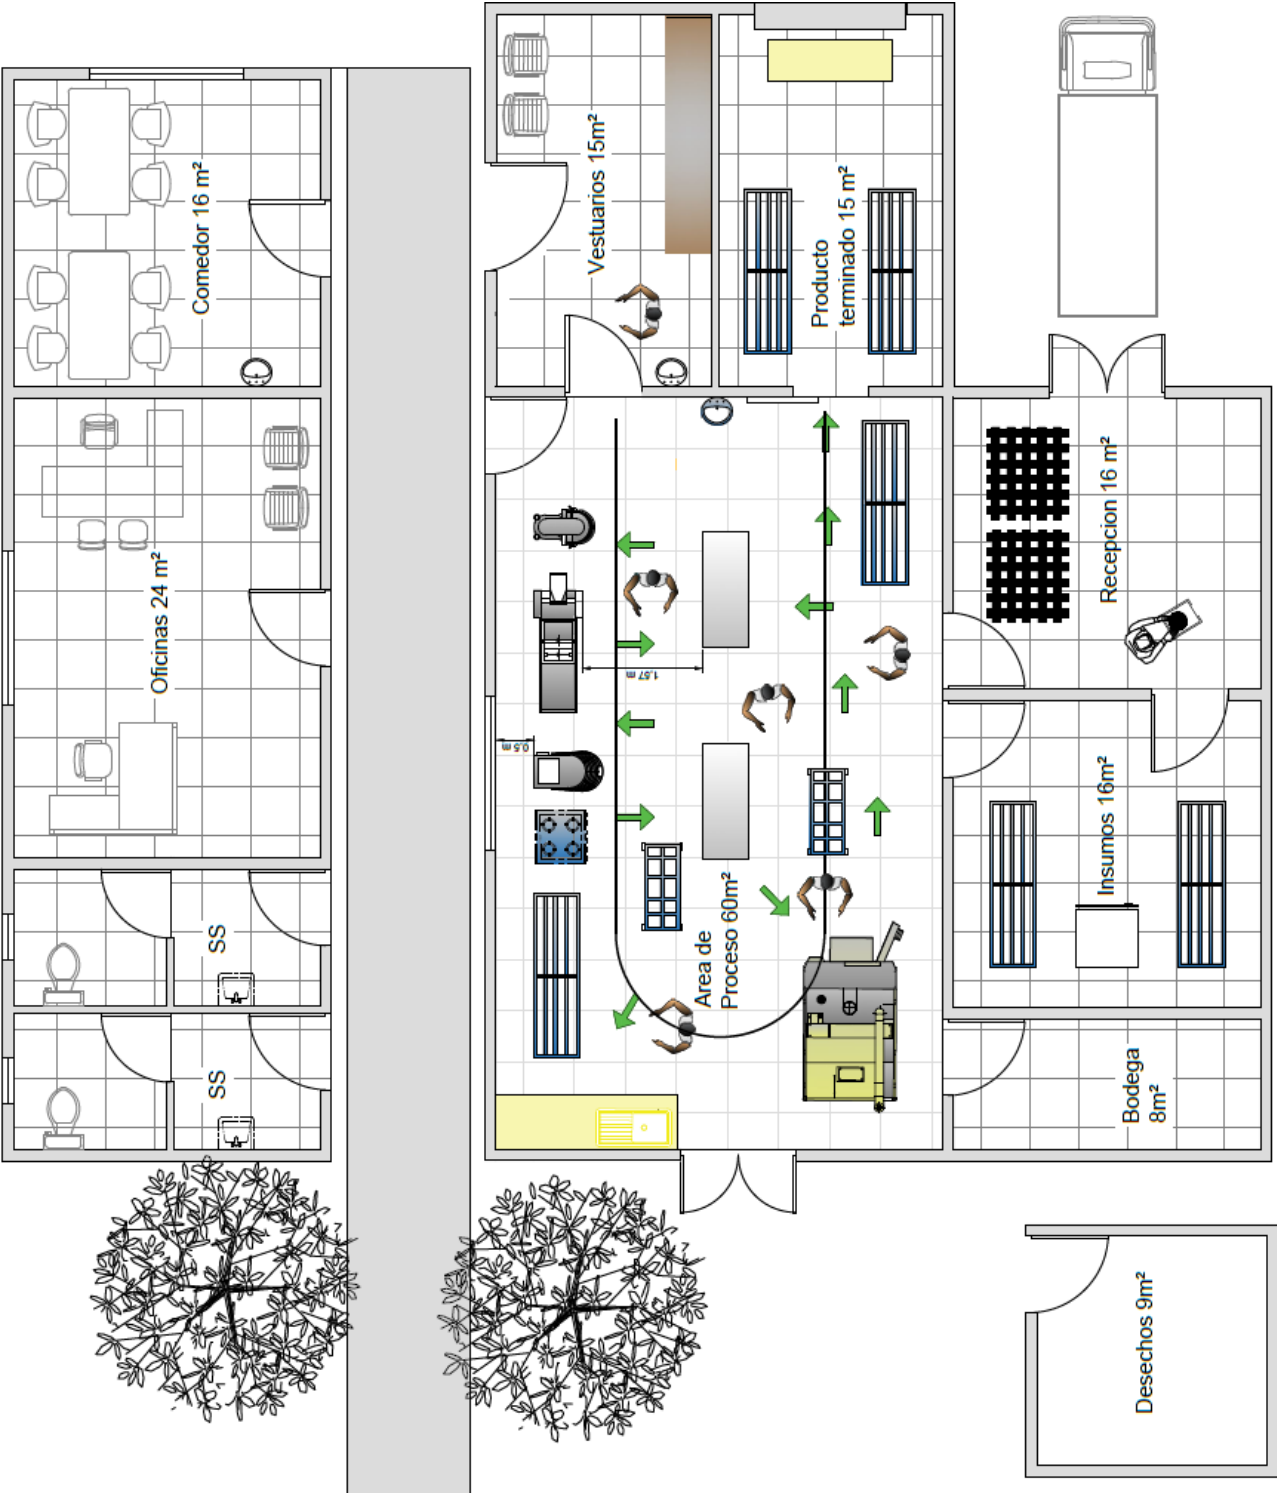 Comedor 16 m²
Vestuarios 15m²
Producto
terminado 15 m²
Oficinas 24 m²
Recepcion 16 m²
1,57 m
0,5 m
Area de
Proceso 60m²
Insumos 16m²
SS
SS
Bodega
8m²
Desechos 9m²